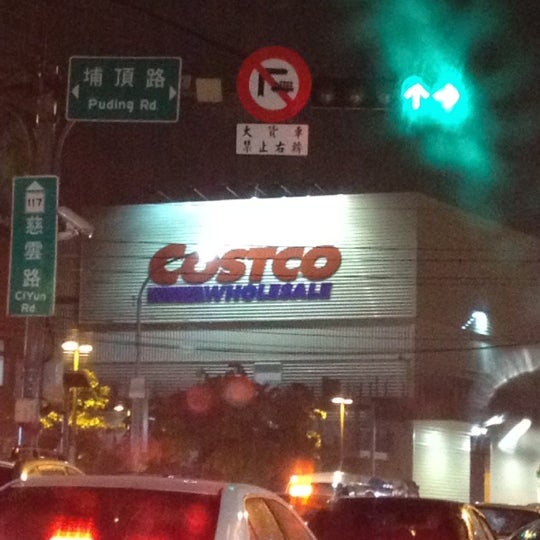 埔頂路
Puding Rd.
大貨車
禁止右轉
117
慈雲路
CiYun
Rd.
COSTCO
WHOLESALE